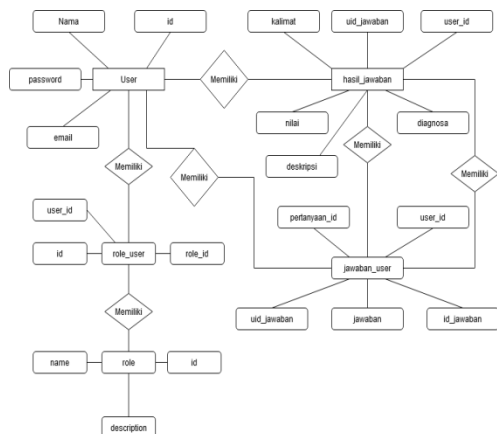 Nama
id
kalimat
uid_jawaban
user_id
password
User
Memiliki
hasil_jawaban
email
nilai
diagnosa
Memiliki
Memiliki
deskripsi
Memiliki
Memiliki
user_id
pertanyaan_id
user_id
id
role_user
role_id
jawaban_user
Memiliki
uid_jawaban
jawaban
id_jawaban
name
role
id
description